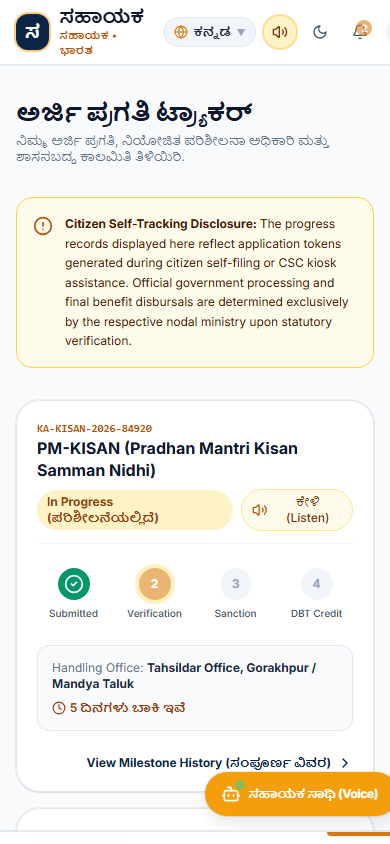 ಸ
ಸಹಾಯಕ
ಸಹಾಯಕ •
ಭಾರತ
ಕನ್ನಡ
ಅರ್ಜಿ ಪ್ರಗತಿ ಟ್ರ್ಯಾಕರ್
ನಿಮ್ಮ ಅರ್ಜಿ ಪ್ರಗತಿ, ನಿಯೋಜಿತ ಪರಿಶೀಲನಾ ಅಧಿಕಾರಿ ಮತ್ತು
ಶಾಸನಬದ್ಧ ಕಾಲಮಿತಿ ತಿಳಿಯಿರಿ.
Citizen Self-Tracking Disclosure: The progress
records displayed here reflect application tokens
generated during citizen self-filing or CSC kiosk
assistance. Official government processing and
final benefit disbursals are determined exclusively
by the respective nodal ministry upon statutory
verification.
KA-KISAN-2026-84920
PM-KISAN (Pradhan Mantri Kisan
Samman Nidhi)
In Progress
(ಪರಿಶೀಲನೆಯಲ್ಲಿದೆ)
ಕೇಳಿ
(Listen)
2
3
4
Submitted
Verification
Sanction
DBT Credit
Handling Office: Tahsildar Office, Gorakhpur /
Mandya Taluk
5 ದಿನಗಳು ಬಾಕಿ ಇವೆ
View Milestone History (ಸಂಪೂರ್ಣ ವಿವರ)
ಸಹಾಯಕ ಸಾಥಿ (Voice)